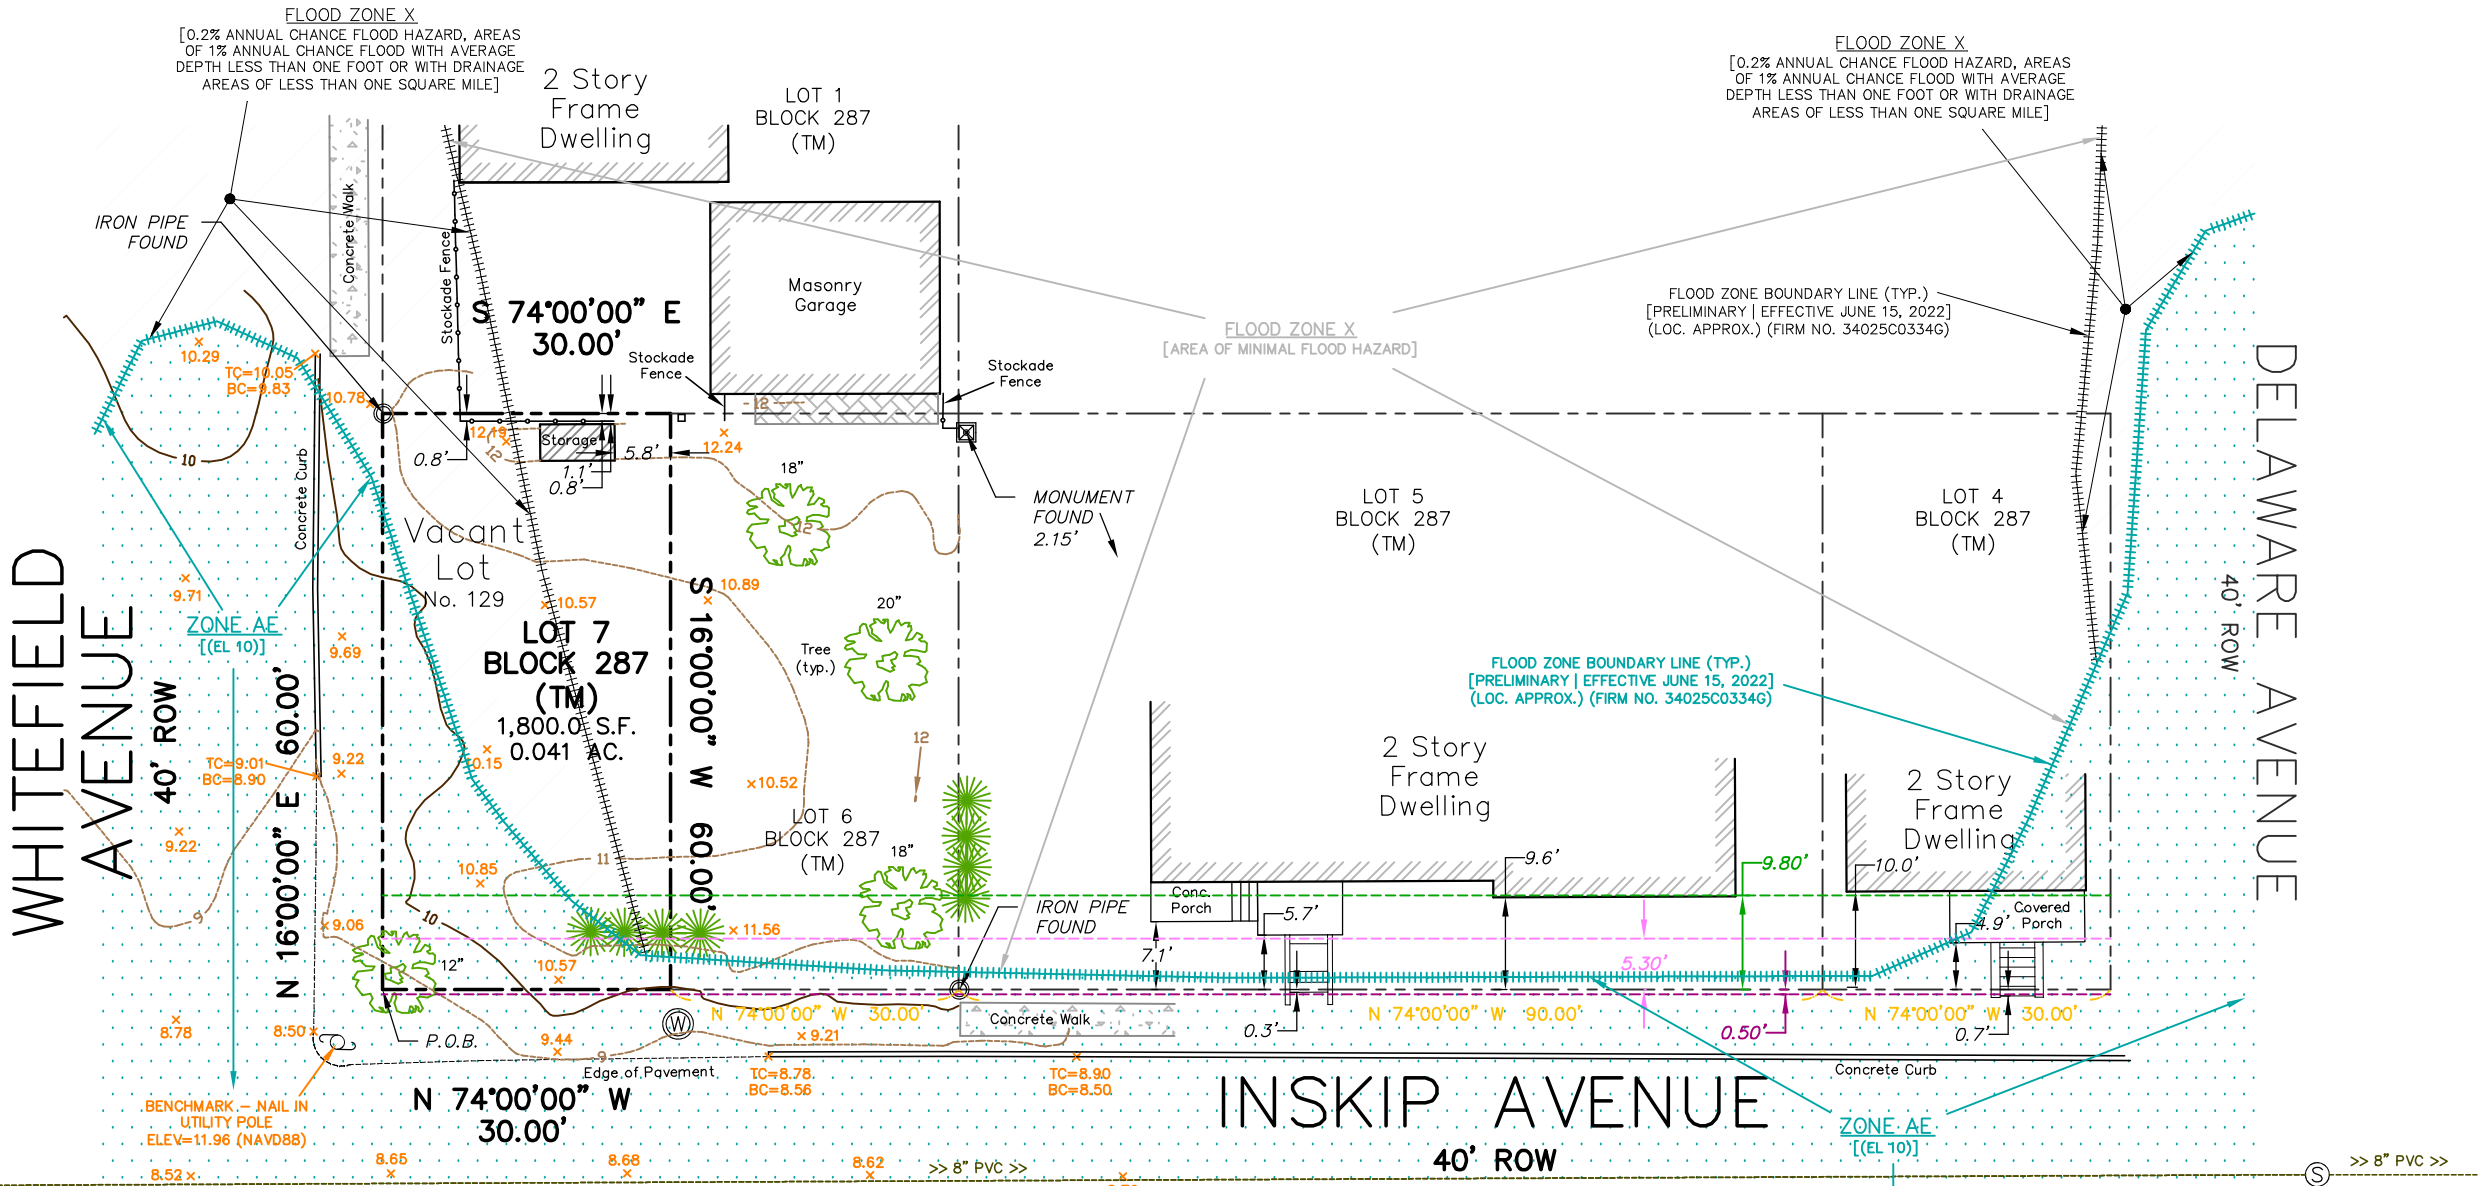 FLOOD ZONE X
[0.2% ANNUAL CHANCE FLOOD HAZARD, AREAS
OF 1% ANNUAL CHANCE FLOOD WITH AVERAGE
DEPTH LESS THAN ONE FOOT OR WITH DRAINAGE
AREAS OF LESS THAN ONE SQUARE MILE]
2 Story
Frame
Dwelling
LOT 1
BLOCK 287
(TM)
FLOOD ZONE X
[0.2% ANNUAL CHANCE FLOOD HAZARD, AREAS
OF 1% ANNUAL CHANCE FLOOD WITH AVERAGE
DEPTH LESS THAN ONE FOOT OR WITH DRAINAGE
AREAS OF LESS THAN ONE SQUARE MILE]
IRON PIPE
FOUND
Concrete Walk
Stockade Fence
S 74°00'00" E
30.00'
Masonry
Garage
Stockade
Fence
Stockade
Fence
FLOOD ZONE X
[AREA OF MINIMAL FLOOD HAZARD]
FLOOD ZONE BOUNDARY LINE (TYP.)
[PRELIMINARY | EFFECTIVE JUNE 15, 2022]
(LOC. APPROX.) (FIRM NO. 34025C0334G)
10.29
TC=10.05
BC=9.83
10.78
12.19
12
12
12.24
Storage
0.8'
1.1'
0.8'
5.8'
10
Concrete Curb
18"
12
MONUMENT
FOUND
2.15'
LOT 5
BLOCK 287
(TM)
LOT 4
BLOCK 287
(TM)
DELAWARE AVENUE
40' ROW
WHITEFIELD
AVENUE
40' ROW
Vacant
Lot
No. 129
9.71
ZONE AE
[(EL 10)]
9.69
10.57
10.89
LOT 7
BLOCK 287
(TM)
1,800.0 S.F.
0.041 AC.
S 16°00'00" W 60.00'
N 16°00'00" E 60.00'
20"
Tree
(typ.)
FLOOD ZONE BOUNDARY LINE (TYP.)
[PRELIMINARY | EFFECTIVE JUNE 15, 2022]
(LOC. APPROX.) (FIRM NO. 34025C0334G)
TC=9.01
BC=8.90
9.22
10.15
10.52
12
2 Story
Frame
Dwelling
2 Story
Frame
Dwelling
9.22
LOT 6
BLOCK 287
(TM)
11
10.85
18"
9.6'
9.80'
10.0'
9
10
9.06
11.56
IRON PIPE
FOUND
Conc.
Porch
5.7'
7.1'
5.30'
4.9'
Covered
Porch
12"
10.57
8.78
8.50
P.O.B.
9.44
9
W
N 74°00'00" W 30.00'
9.21
Concrete Walk
0.3'
N 74°00'00" W 90.00'
0.50'
N 74°00'00" W 30.00'
0.7'
Edge of Pavement
TC=8.78
BC=8.56
TC=8.90
BC=8.50
Concrete Curb
BENCHMARK - NAIL IN
UTILITY POLE
ELEV=11.96 (NAVD88)
N 74°00'00" W
30.00'
INSKIP AVENUE
40' ROW
ZONE AE
[(EL 10)]
8.52
8.65
8.68
8.62
>> 8" PVC >>
S
>> 8" PVC >>